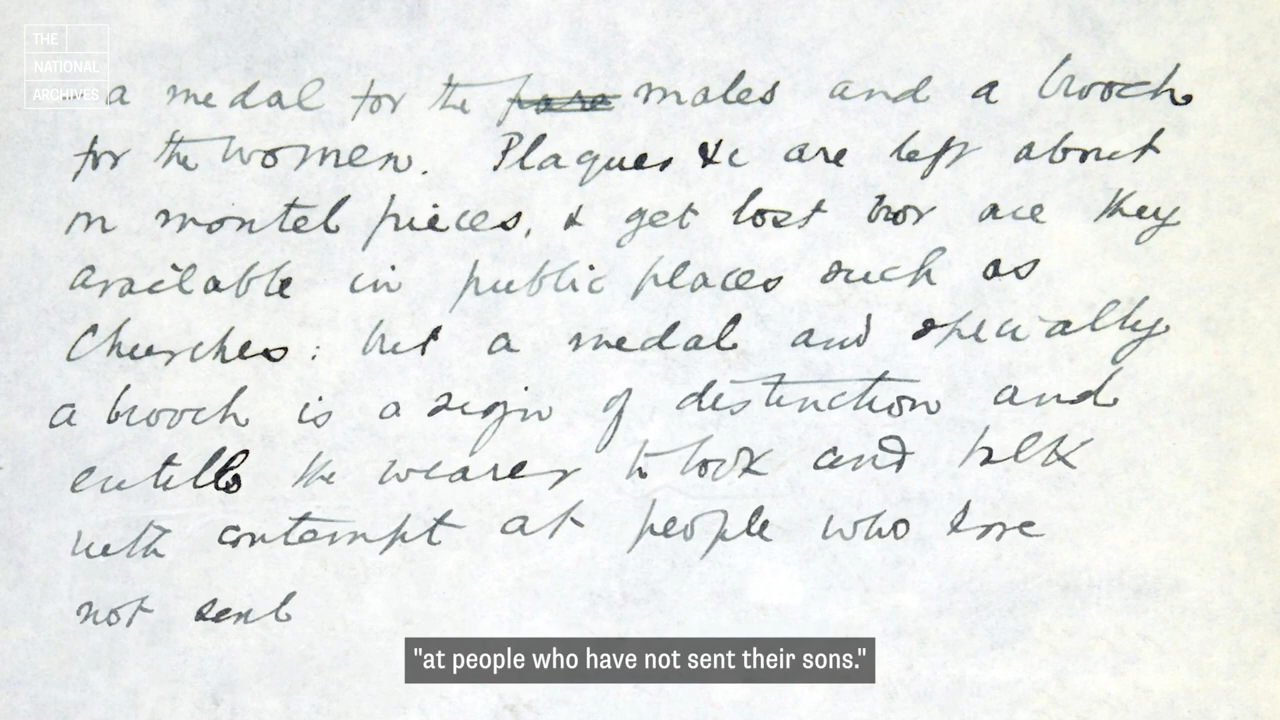 THE
NATIONAL
ARCHIVES
a medal for the males and a brooch
for the women. Plaques &c are left about
on mantel pieces, & get lost nor are they
available in public places such as
Churches: but a medal and specially
a brooch is a sign of distinction and
entitles the wearer to look and talk
with contempt at people who have
not sent
"at people who have not sent their sons."